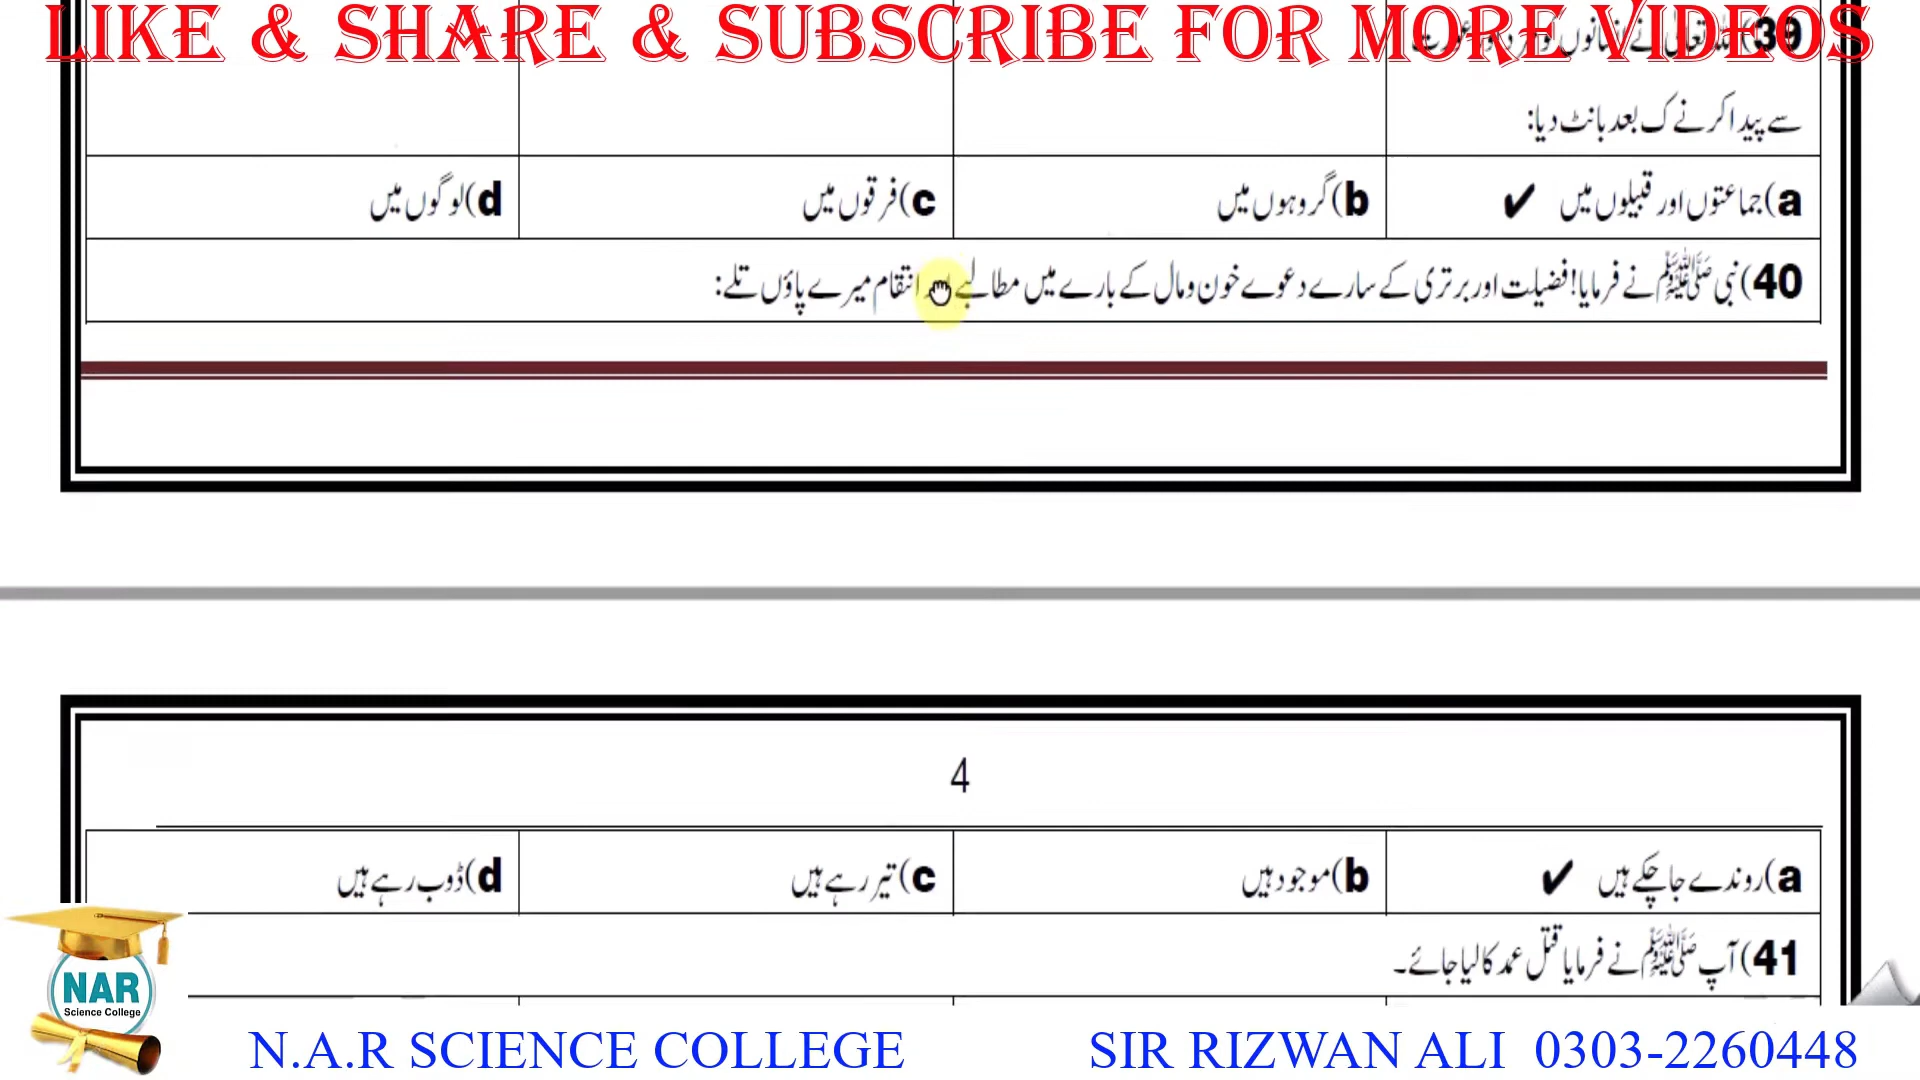 LIKE & SHARE & SUBSCRIBE FOR MORE VIDEOS
39)
سے پیدا کرنے ک بعد بانٹ دیا:
a) جماعتوں اور قبیلوں میں ✔ b) گروہوں میں c) فرقوں میں d) لوگوں میں
40) نبی ﷺ نے فرمایا! فضیلت اور برتری کے سارے دعوے خون و مال کے بارے میں مطالبے انتقام میرے پاؤں تلے:
4
a) روندے جا چکے ہیں ✔ b) موجود ہیں c) تیر رہے ہیں d) ڈوب رہے ہیں
41) آپ ﷺ نے فرمایا قتل عمد کا لیا جائے۔
NAR
Science College
N.A.R SCIENCE COLLEGE SIR RIZWAN ALI 0303-2260448